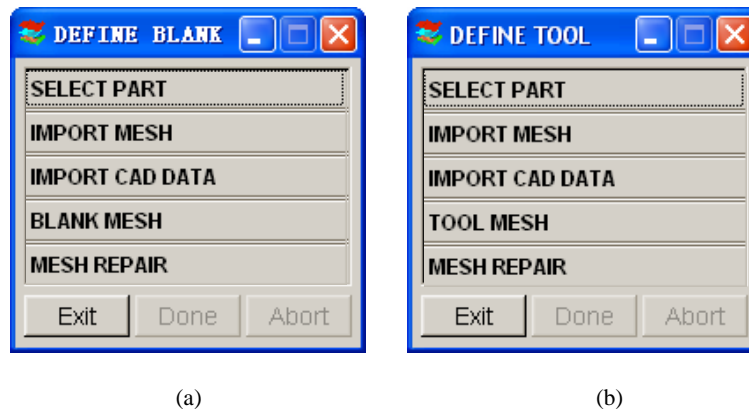 DEFINE BLANK
SELECT PART
IMPORT MESH
IMPORT CAD DATA
BLANK MESH
MESH REPAIR
Exit Done Abort
(a)
DEFINE TOOL
SELECT PART
IMPORT MESH
IMPORT CAD DATA
TOOL MESH
MESH REPAIR
Exit Done Abort
(b)